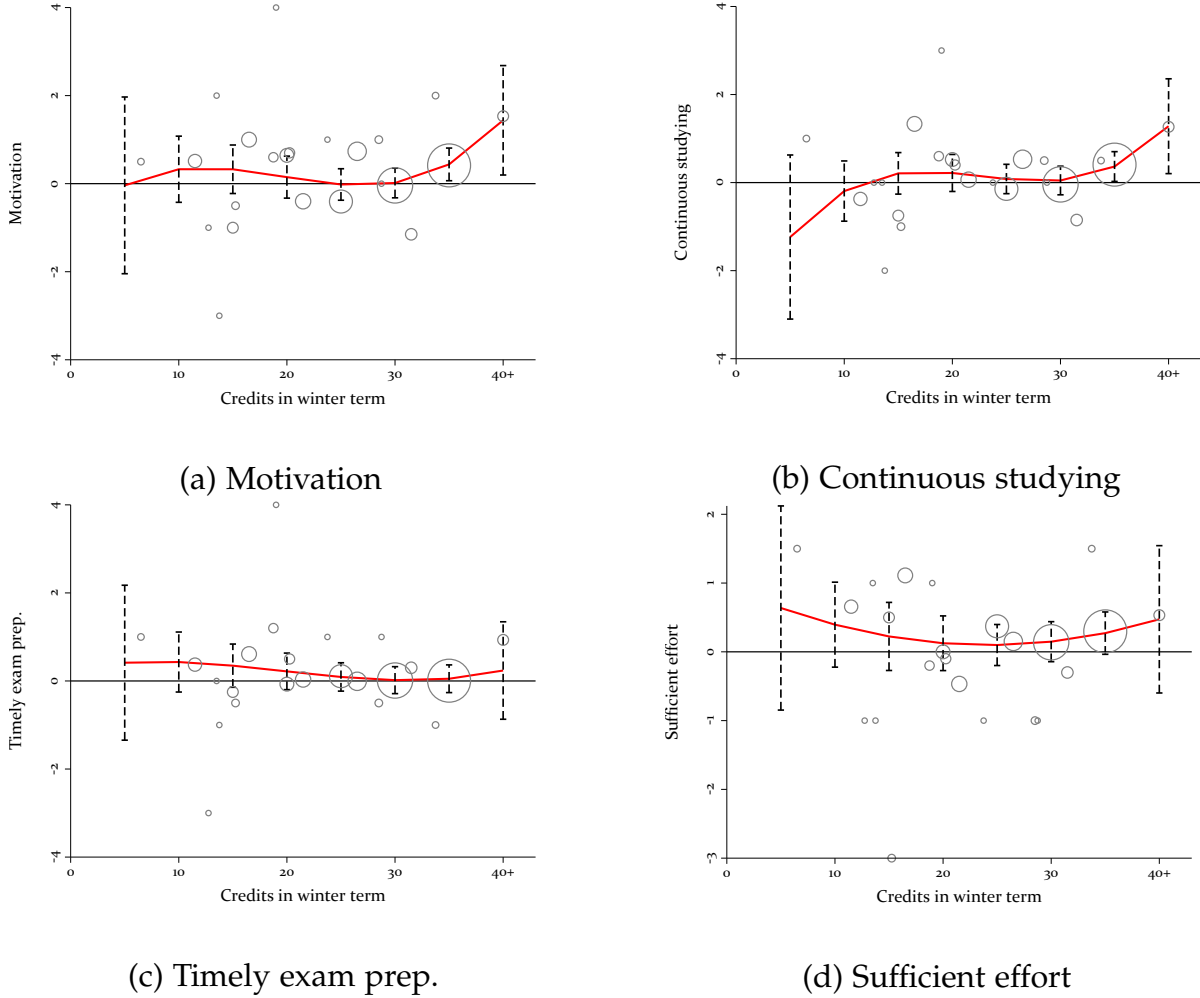 4
2
0
-2
-4
Motivation
0 10 20 30 40+
Credits in winter term
(a) Motivation
4
2
0
-2
-4
Continuous studying
0 10 20 30 40+
Credits in winter term
(b) Continuous studying
4
2
0
-2
-4
Timely exam prep.
0 10 20 30 40+
Credits in winter term
(c) Timely exam prep.
2
1
0
-1
-2
-3
Sufficient effort
0 10 20 30 40+
Credits in winter term
(d) Sufficient effort